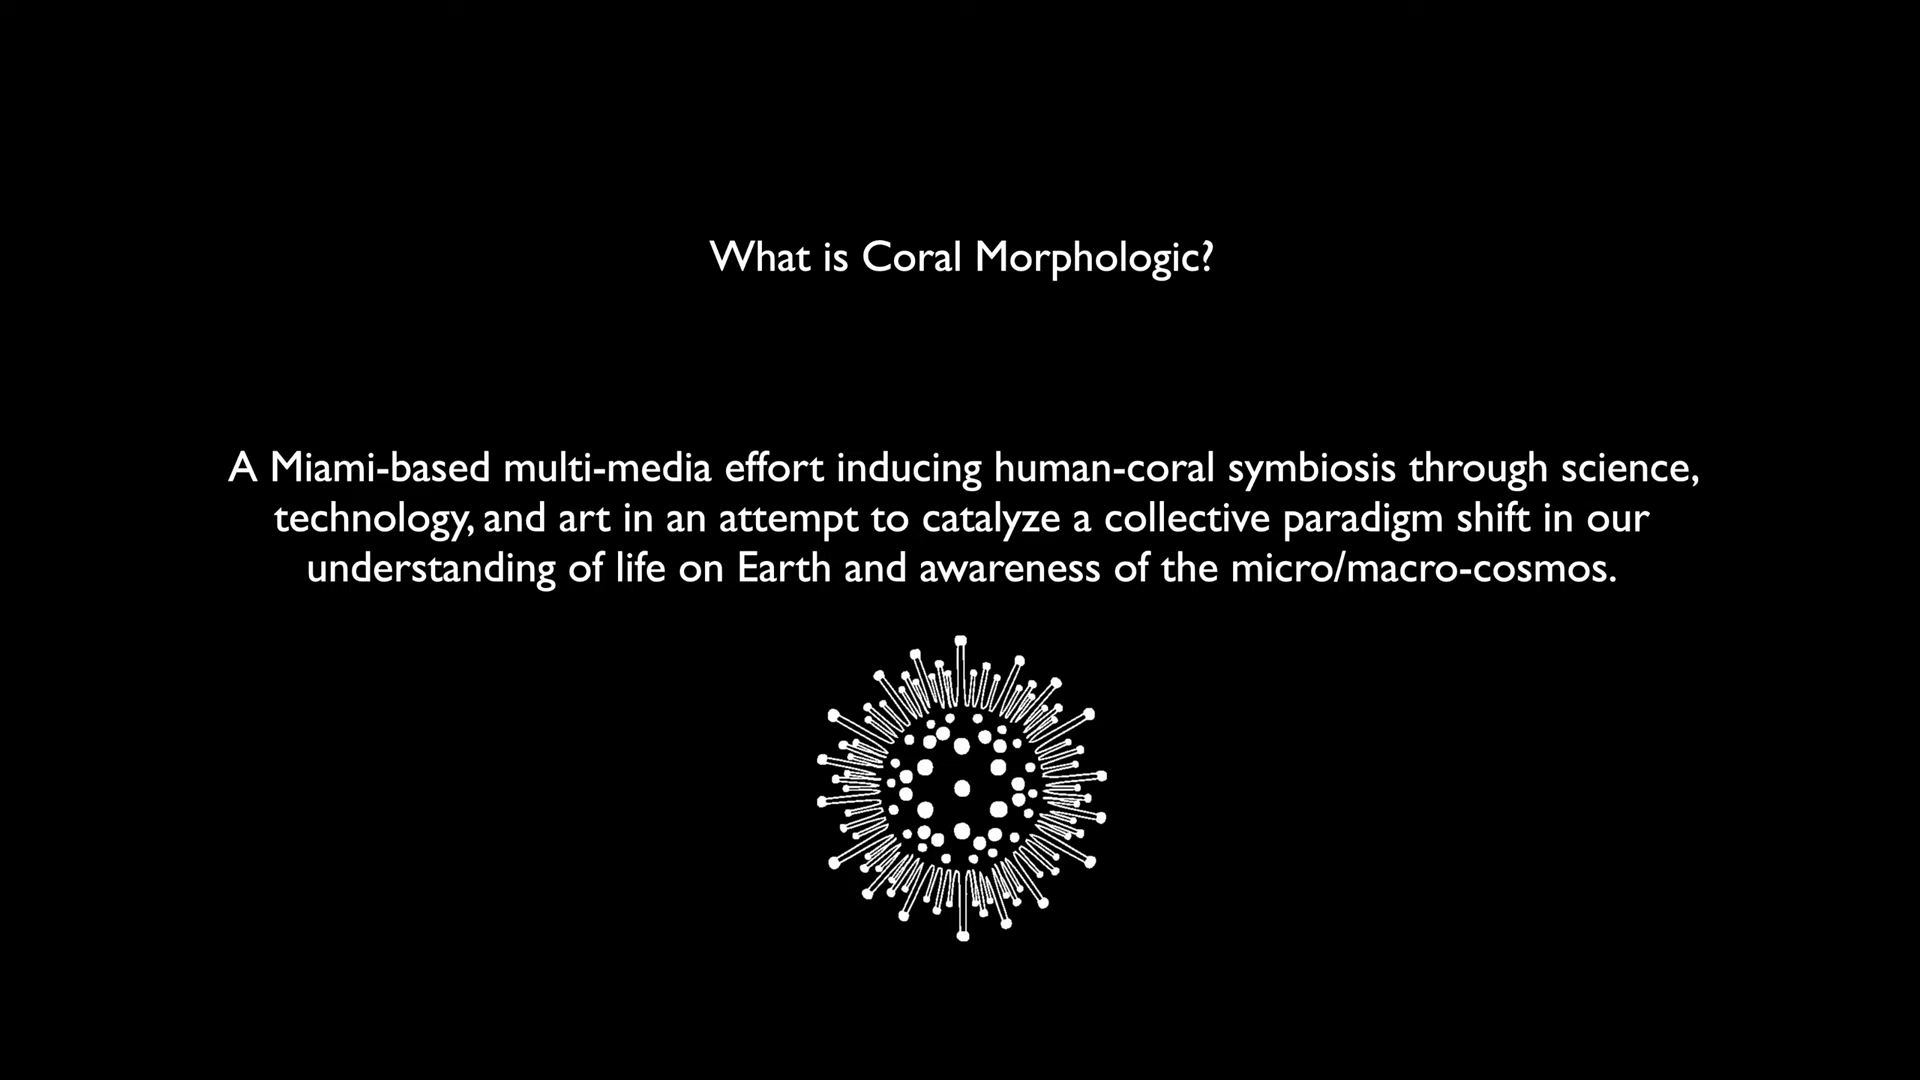 What is Coral Morphologic?
A Miami-based multi-media effort inducing human-coral symbiosis through science,
technology, and art in an attempt to catalyze a collective paradigm shift in our
understanding of life on Earth and awareness of the micro/macro-cosmos.